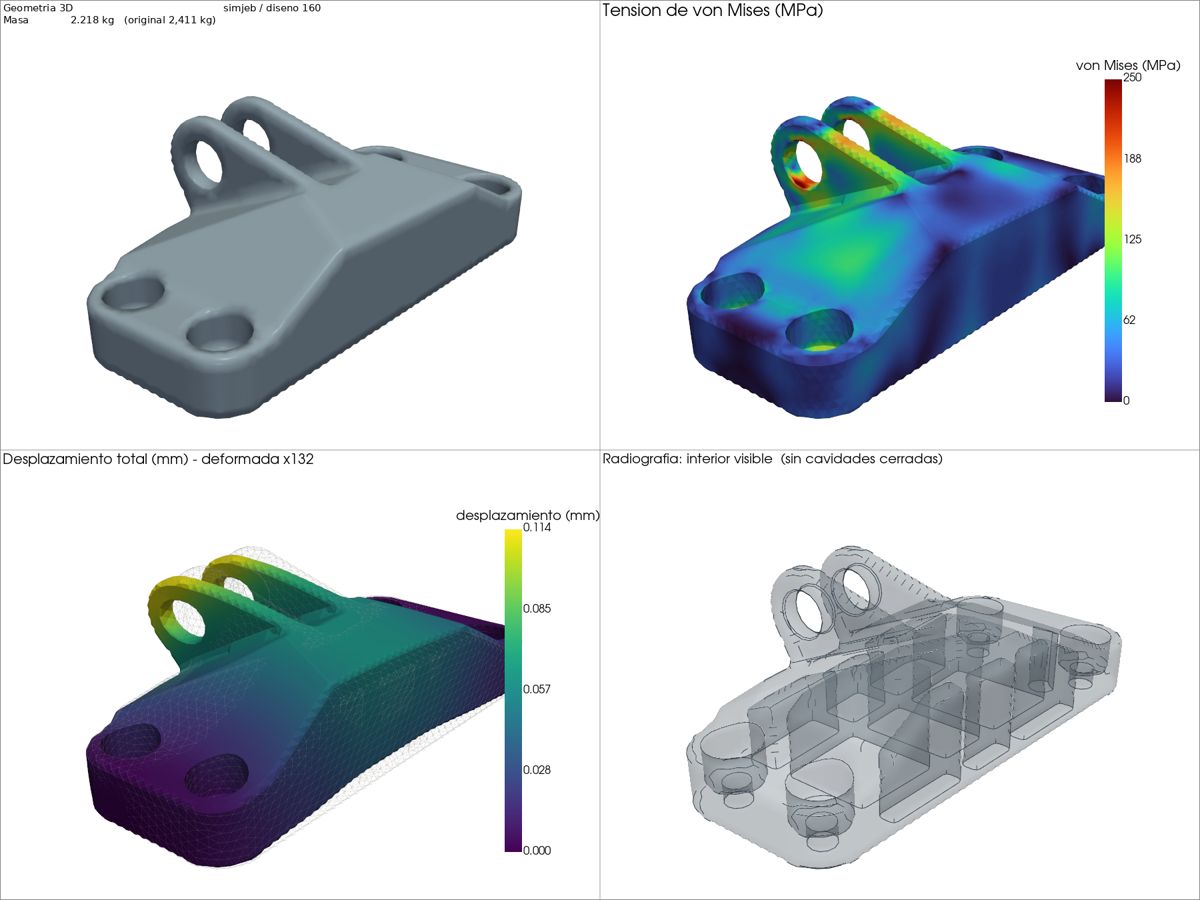 Geometria 3D
simjeb / diseno 160
Masa 2.218 kg (original 2,411 kg)
Tension de von Mises (MPa)
von Mises (MPa)
250
188
125
62
0
Desplazamiento total (mm) - deformada x132
desplazamiento (mm)
0.114
0.085
0.057
0.028
0.000
Radiografia: interior visible (sin cavidades cerradas)